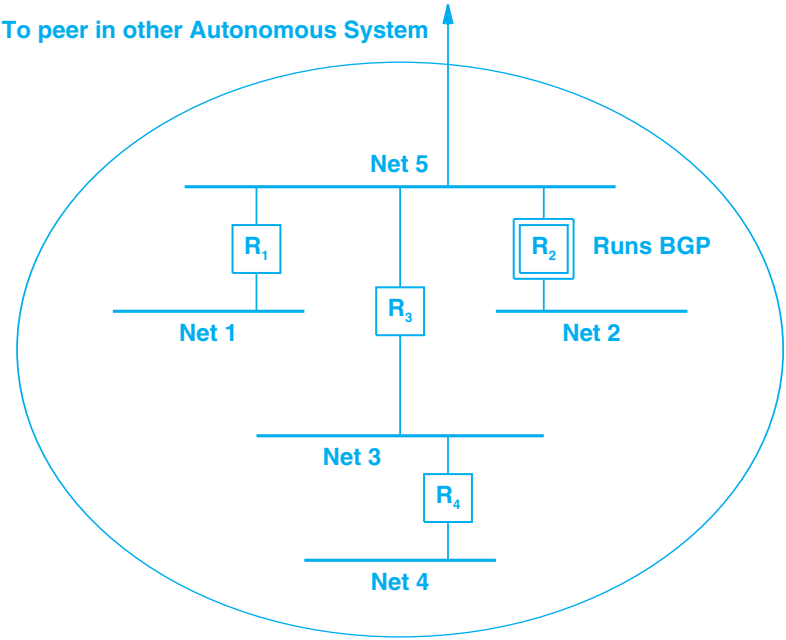 To peer in other Autonomous System
Net 5
R1
R2
Runs BGP
R3
Net 1
Net 2
Net 3
R4
Net 4